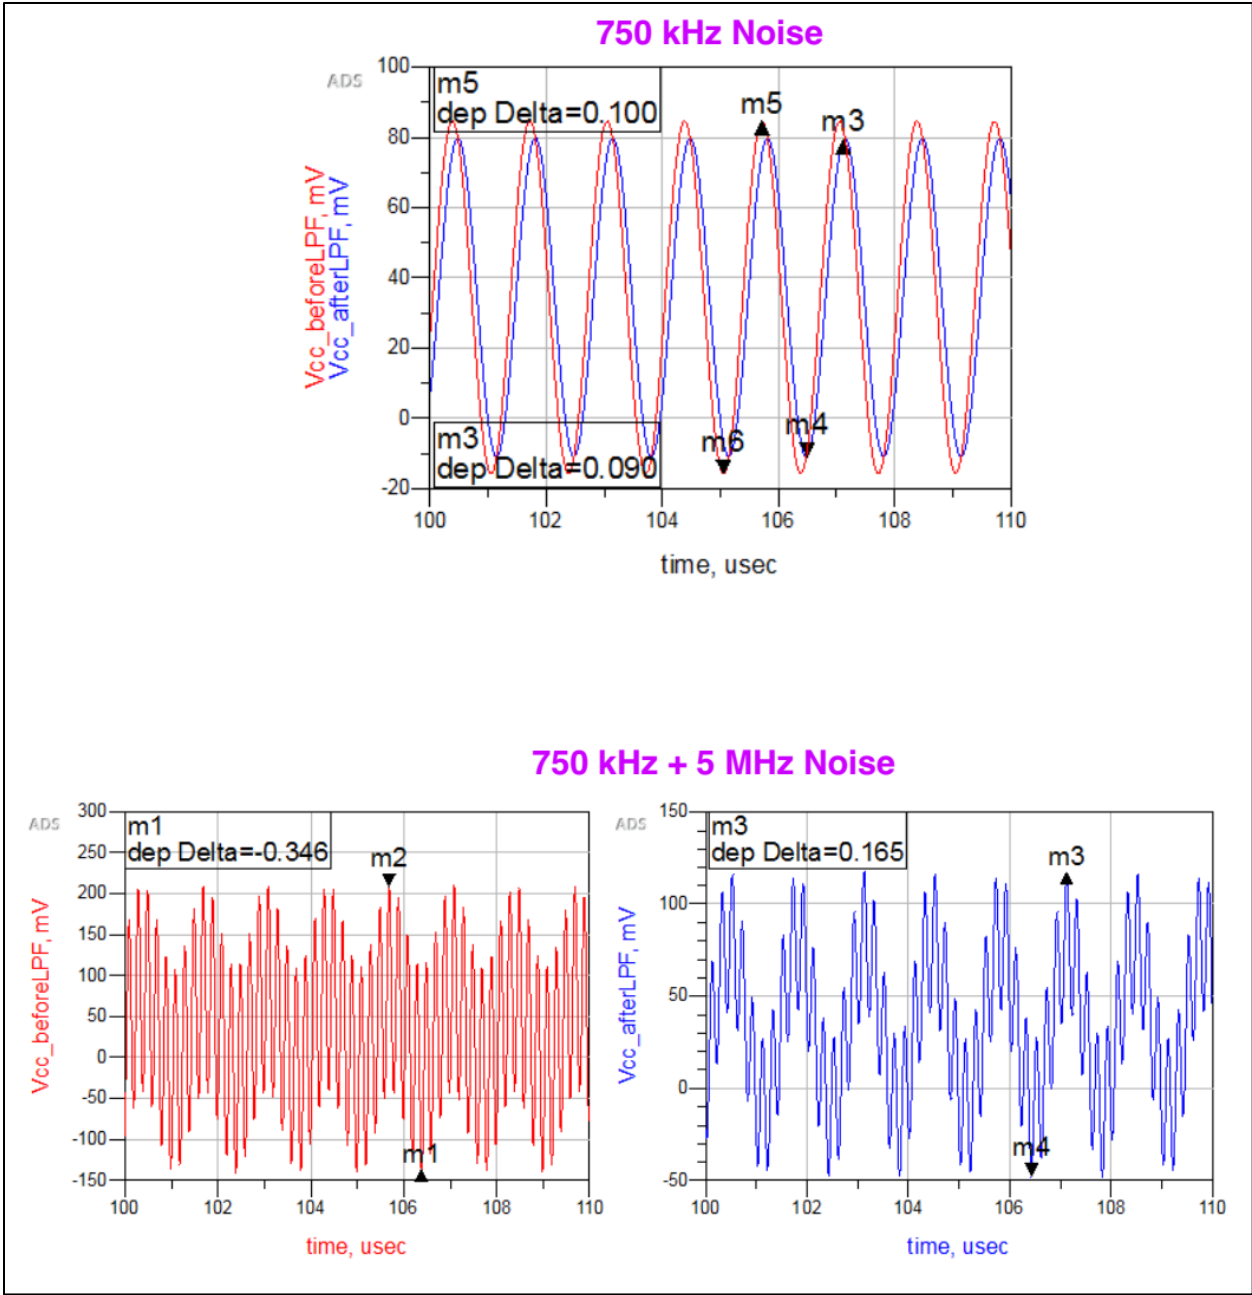 750 kHz Noise
ADS
m5
dep Delta=0.100
m3
dep Delta=0.090
m5
m3
m6
m4
100
80
60
40
20
0
-20
Vcc_beforeLPF, mV
Vcc_afterLPF, mV
100 102 104 106 108 110
time, usec
750 kHz + 5 MHz Noise
ADS
m1
dep Delta=-0.346
m2
m1
300
250
200
150
100
50
0
-50
-100
-150
Vcc_beforeLPF, mV
100 102 104 106 108 110
time, usec
ADS
m3
dep Delta=0.165
m3
m4
150
100
50
0
-50
Vcc_afterLPF, mV
100 102 104 106 108 110
time, usec